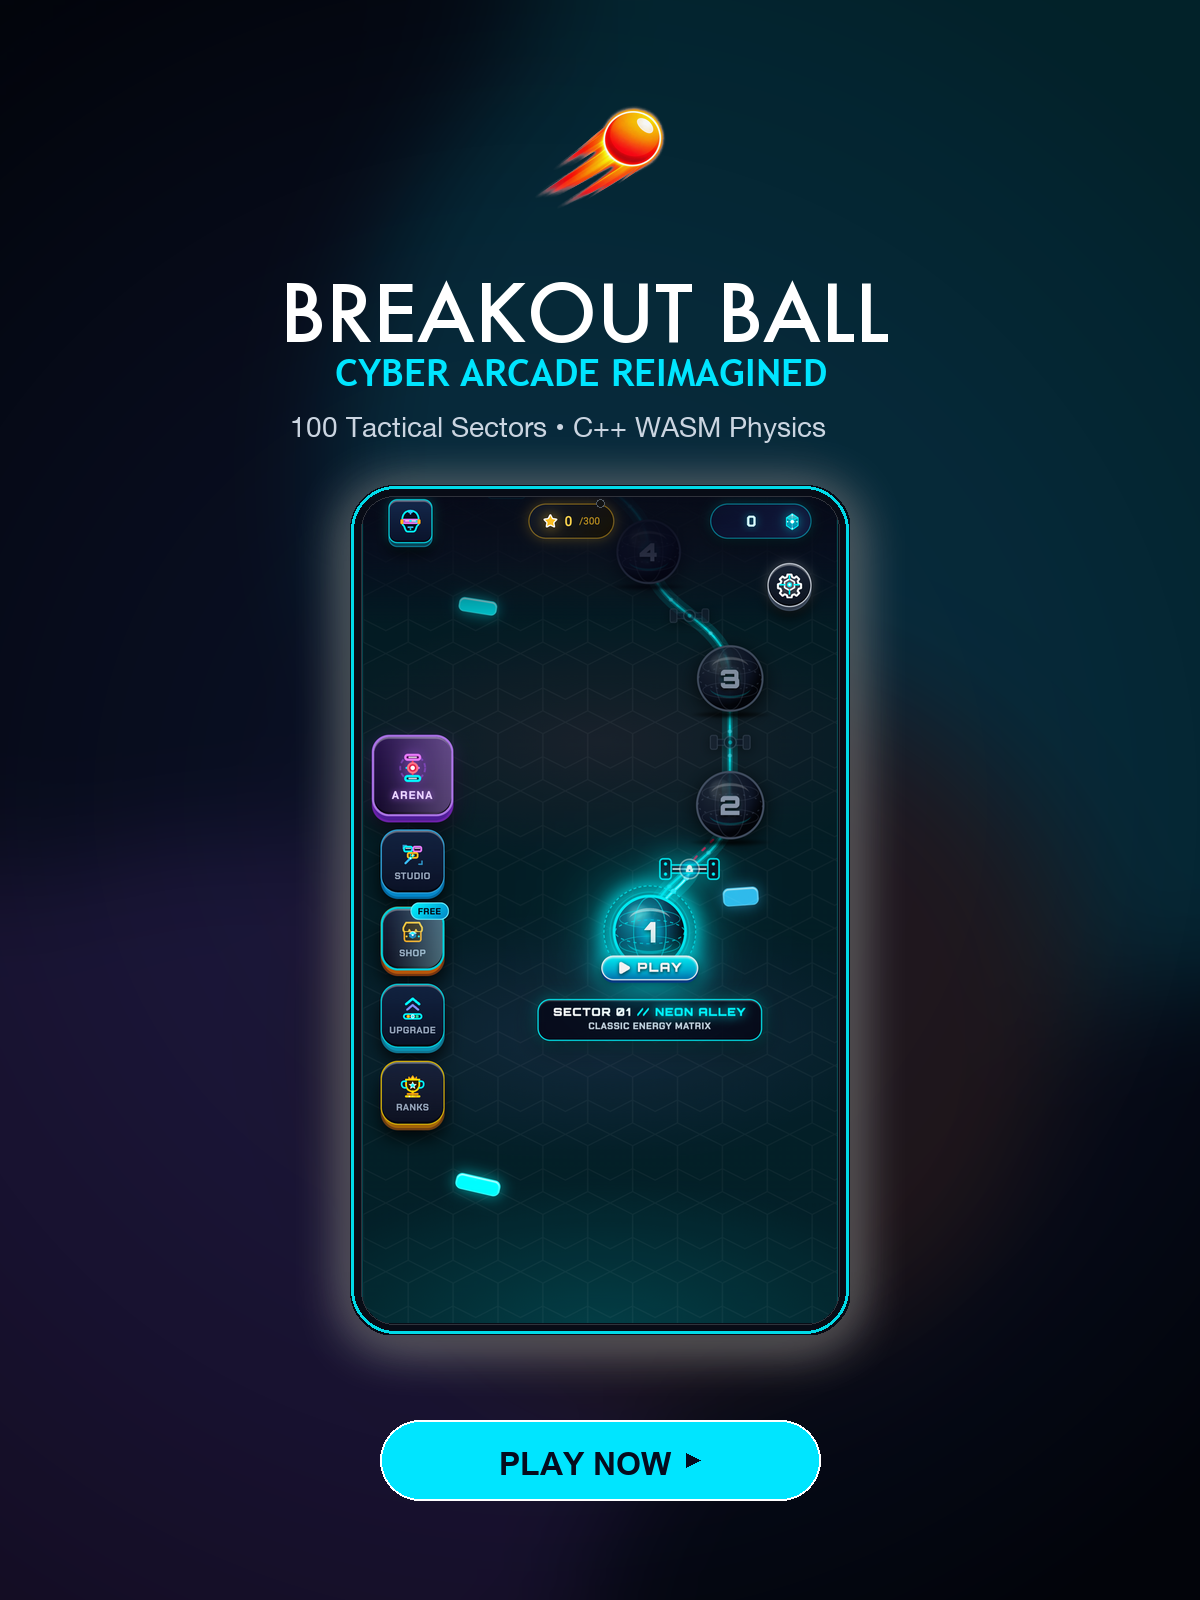 BREAKOUT BALL
CYBER ARCADE REIMAGINED
100 Tactical Sectors • C++ WASM Physics
0 /300
0
4
3
2
1
PLAY
SECTOR 01 // NEON ALLEY
CLASSIC ENERGY MATRIX
ARENA
STUDIO
FREE
SHOP
UPGRADE
RANKS
PLAY NOW ►